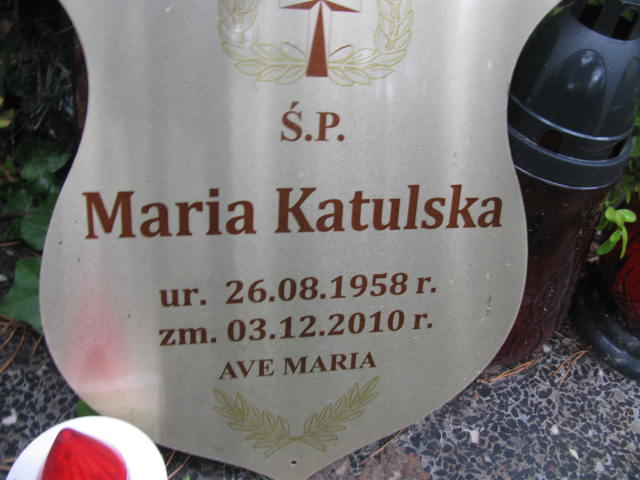 Ś.P.
Maria Katulska
ur. 26.08.1958 r.
zm. 03.12.2010 r.
AVE MARIA